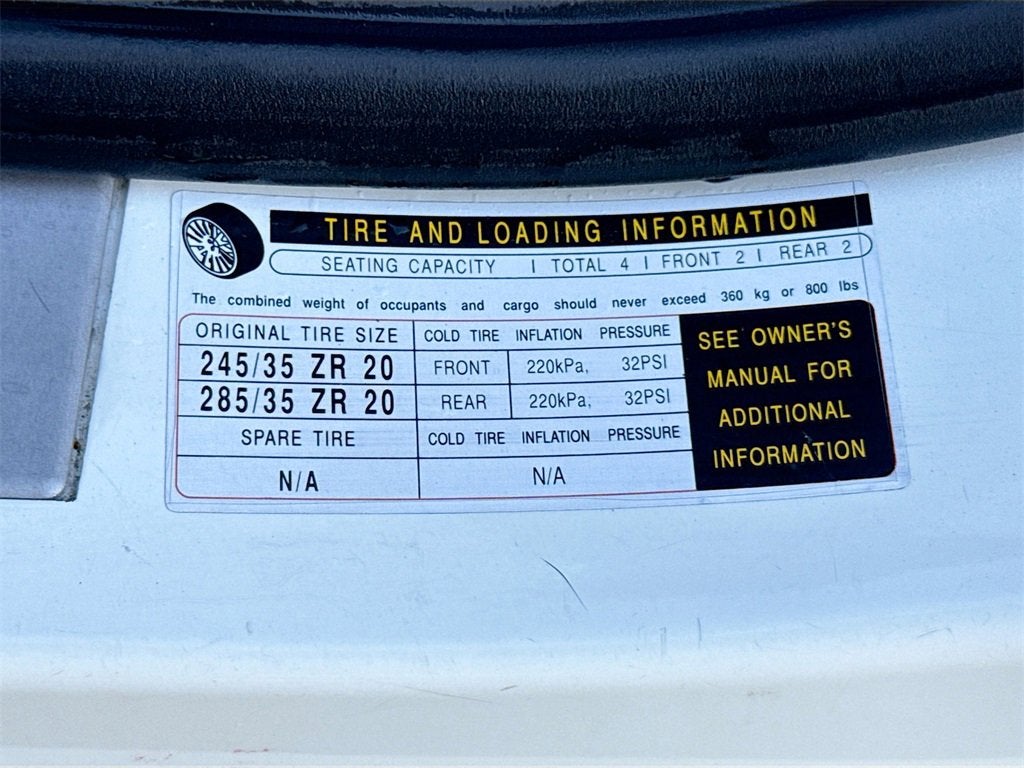 TIRE AND LOADING INFORMATION
SEATING CAPACITY | TOTAL 4 | FRONT 2 | REAR 2
The combined weight of occupants and cargo should never exceed 360 kg or 800 lbs
ORIGINAL TIRE SIZE COLD TIRE INFLATION PRESSURE
245/35 ZR 20 FRONT 220kPa, 32PSI
285/35 ZR 20 REAR 220kPa, 32PSI
SPARE TIRE COLD TIRE INFLATION PRESSURE
N/A N/A
SEE OWNER'S
MANUAL FOR
ADDITIONAL
INFORMATION